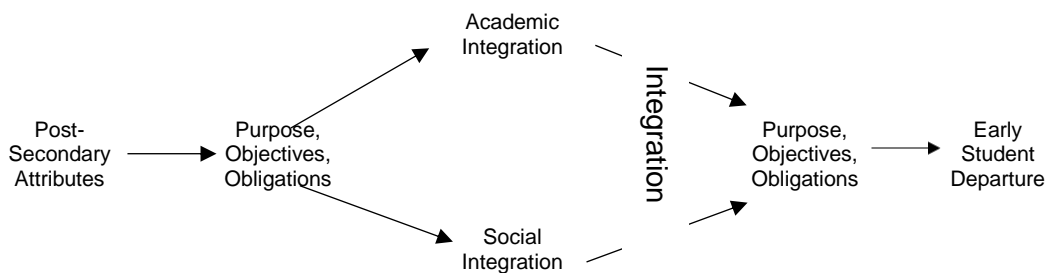 Post-
Secondary
Attributes
Purpose,
Objectives,
Obligations
Academic
Integration
Social
Integration
Integration
Purpose,
Objectives,
Obligations
Early
Student
Departure